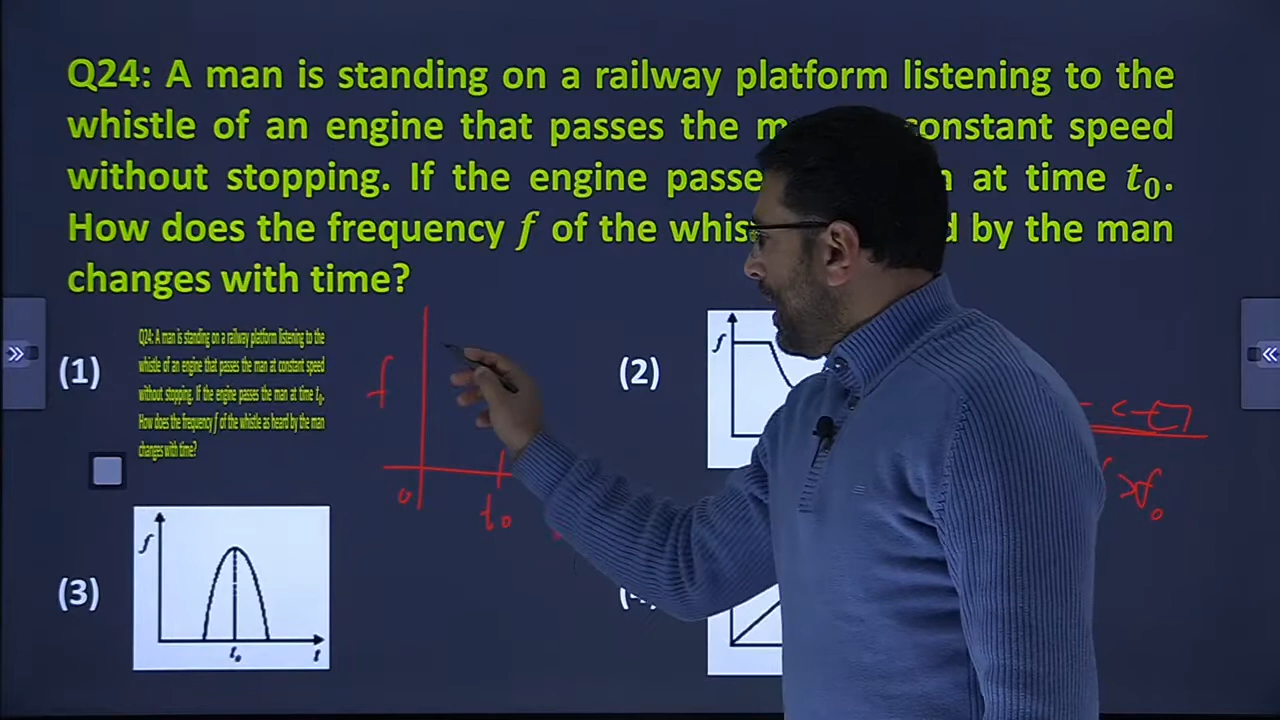 Q24: A man is standing on a railway platform listening to the
whistle of an engine that passes the constant speed
without stopping. If the engine at time t₀.
How does the frequency f of the by the man
changes with time?
(1)
Q24: A man is standing on a railway platform listening to the
whistle of an engine that passes the man at constant speed
without stopping. If the engine passes the man at time t₀.
How does the frequency f of the whistle as heard by the man
changes with time?
f
0
t₀
(2)
f
f₀
(3)
f
t₀
t